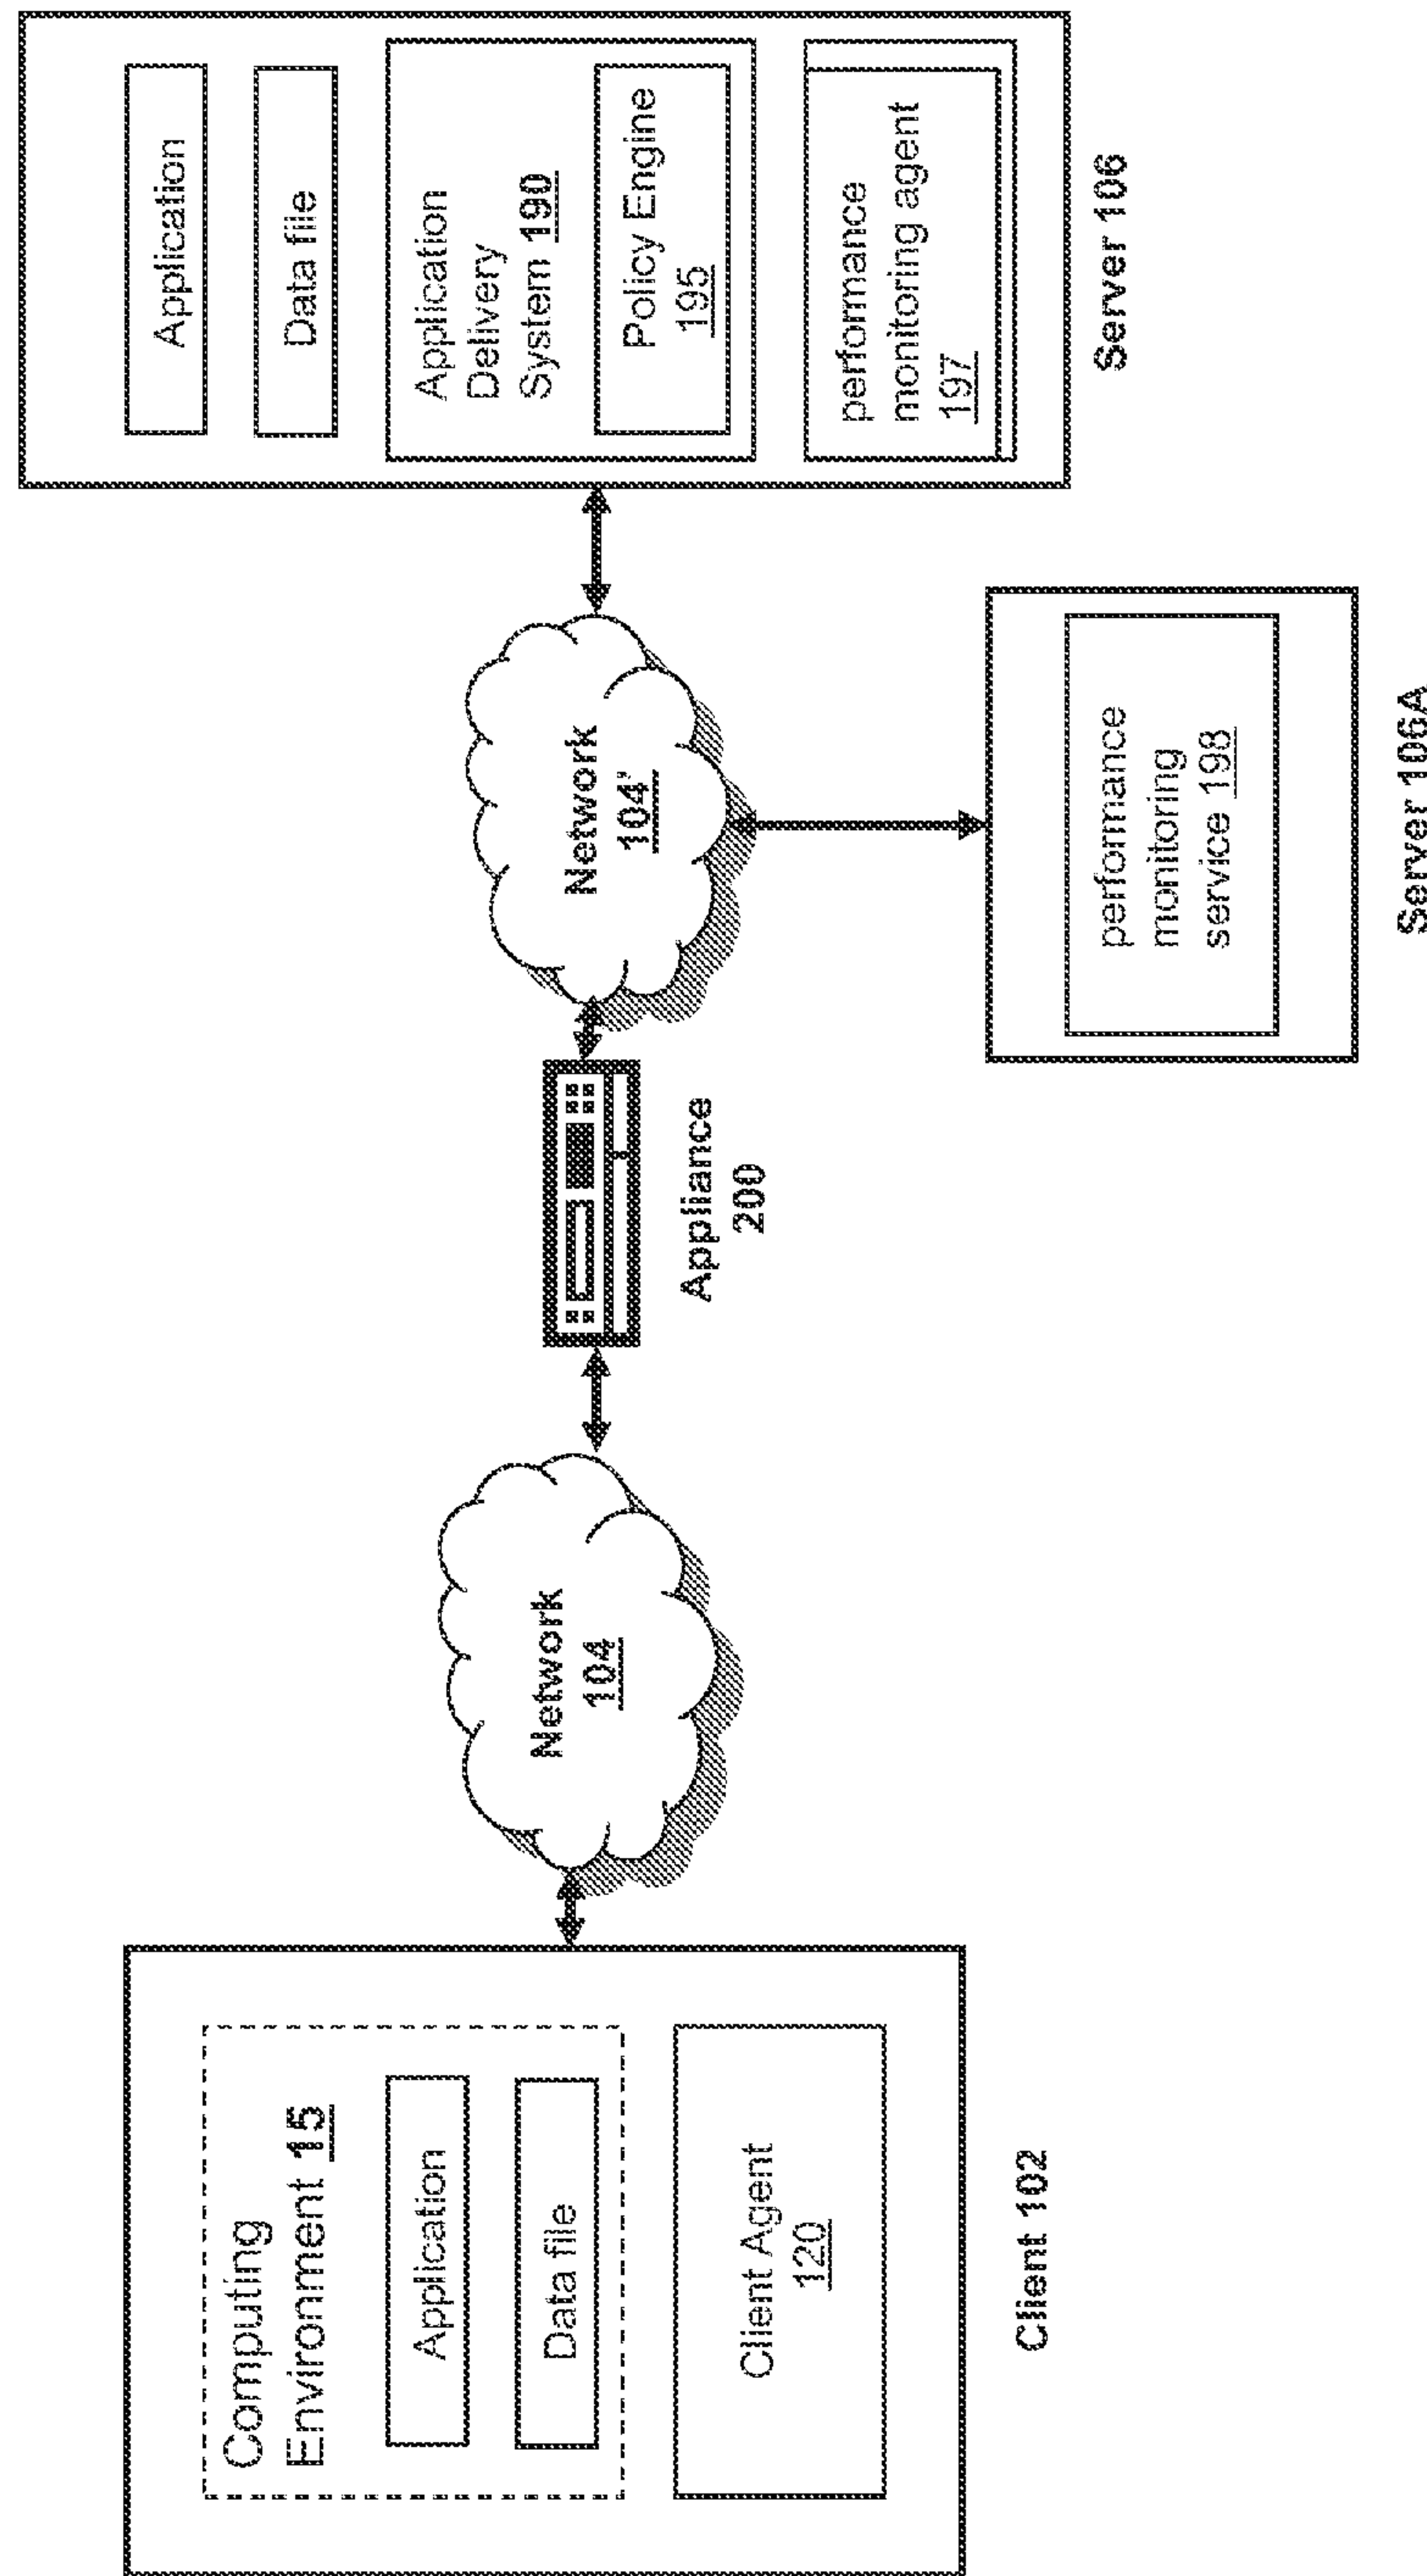 Computing
Environment 15
Application
Data file
Client Agent
120
Client 102
Network
104
Appliance
200
Network
104'
performance
monitoring
service 198
Server 106A
Application
Data file
Application
Delivery
System 190
Policy Engine
195
performance
monitoring agent
197
Server 106